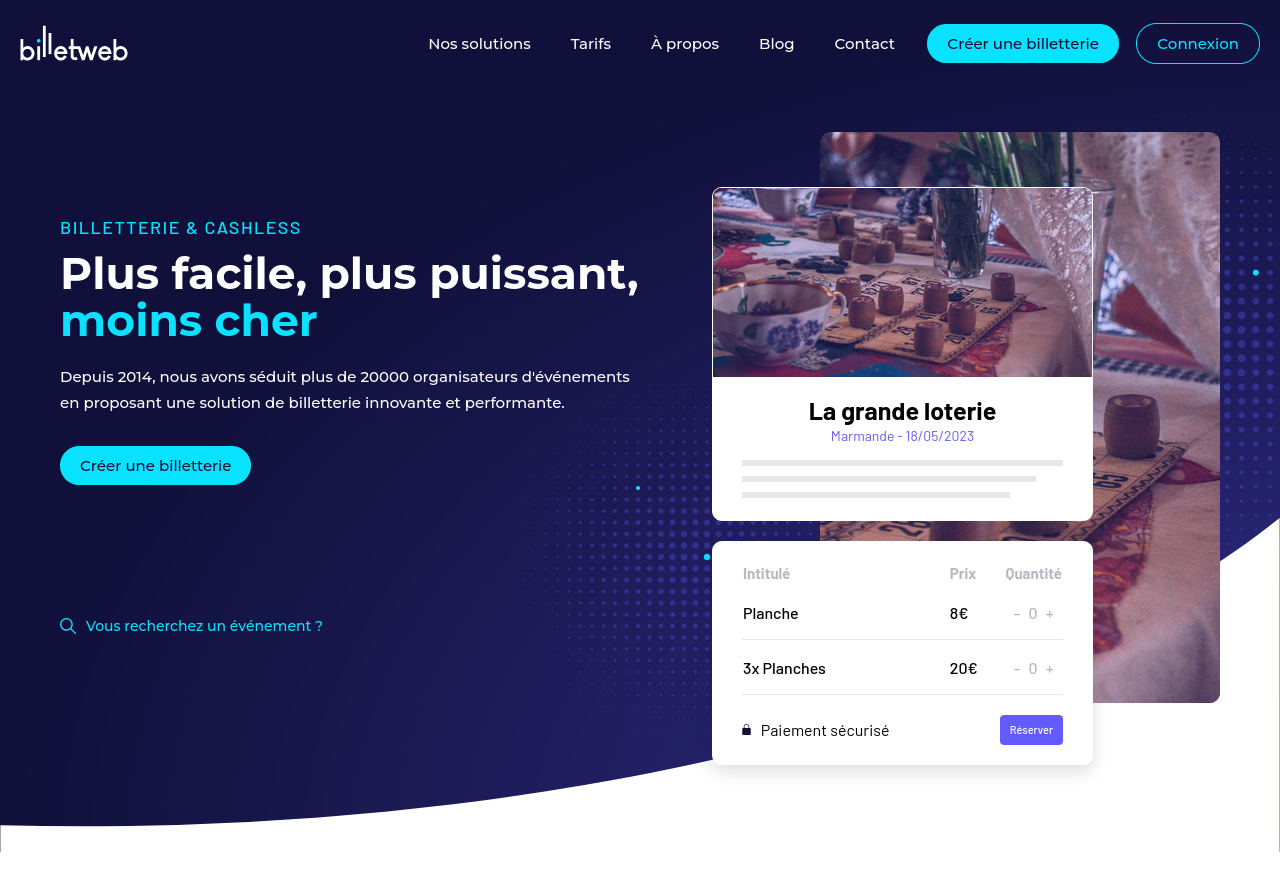 billetweb
Nos solutions
Tarifs
À propos
Blog
Contact
Créer une billetterie
Connexion
BILLETTERIE & CASHLESS
Plus facile, plus puissant,
moins cher
Depuis 2014, nous avons séduit plus de 20000 organisateurs d'événements
en proposant une solution de billetterie innovante et performante.
Créer une billetterie
Vous recherchez un événement ?
La grande loterie
Marmande - 18/05/2023
Intitulé Prix Quantité
Planche 8€ - 0 +
3x Planches 20€ - 0 +
Paiement sécurisé
Réserver